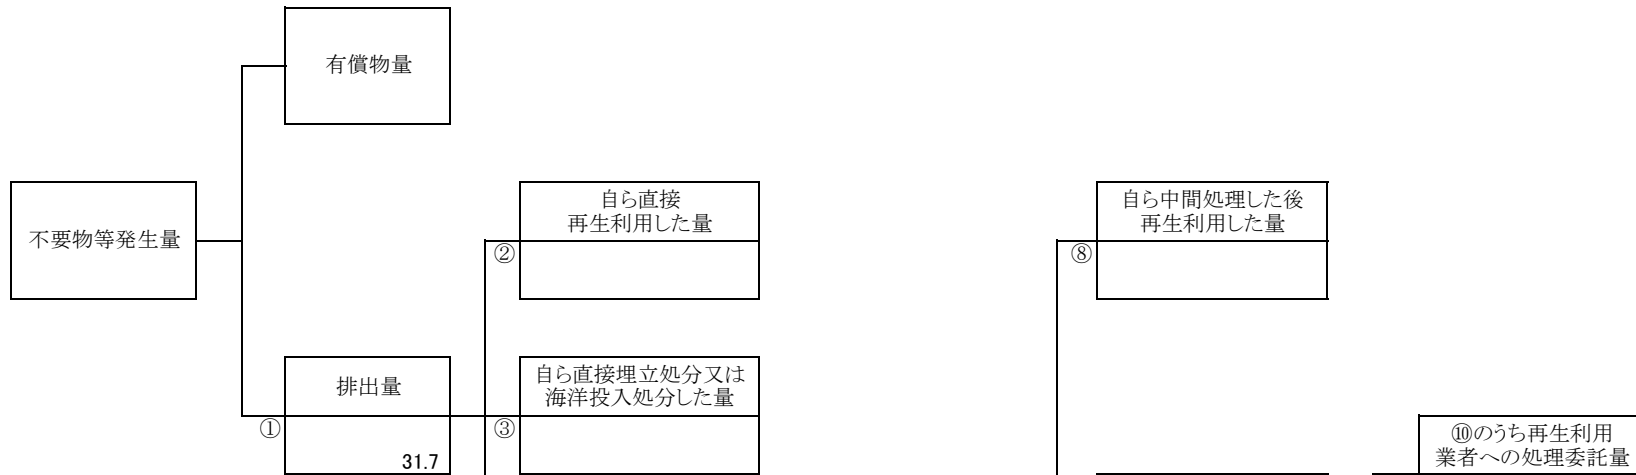 有償物量
不要物等発生量
自ら直接
再生利用した量
②
自ら中間処理した後
再生利用した量
⑧
排出量
①
31.7
自ら直接埋立処分又は
海洋投入処分した量
③
⑩のうち再生利用
業者への処理委託量